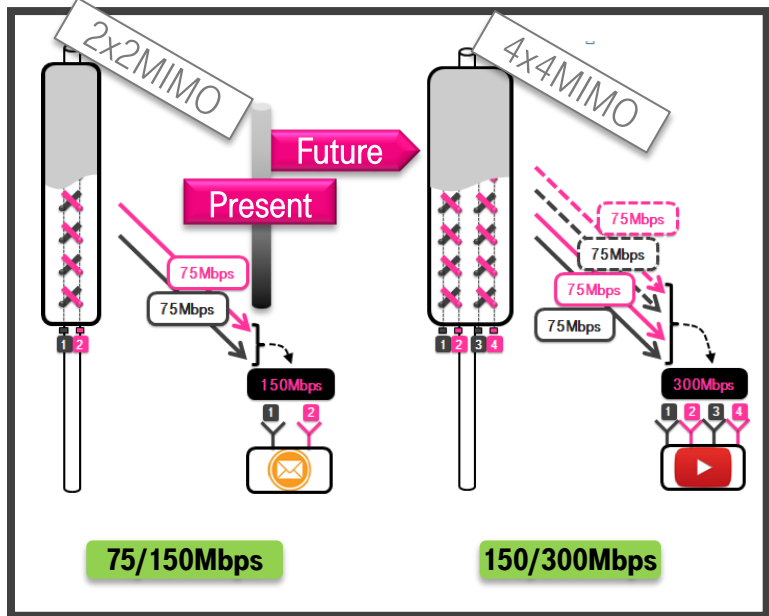 2x2MIMO
4x4MIMO
Future
Present
75Mbps
75Mbps
1 2
150Mbps
1 2
75Mbps
75Mbps
75Mbps
75Mbps
1 2 3 4
300Mbps
1 2 3 4
75/150Mbps
150/300Mbps